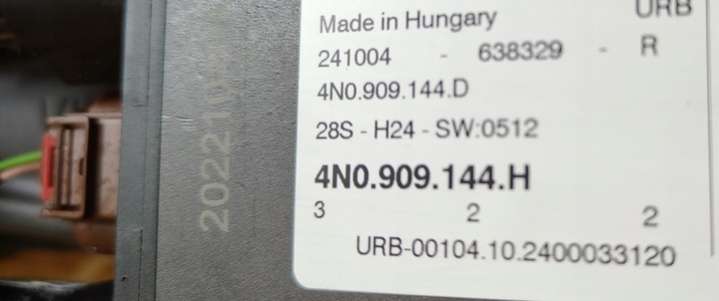 URB
Made in Hungary
241004 - 638329 - R
4N0.909.144.D
28S - H24 - SW:0512
4N0.909.144.H
3 2 2
URB-00104.10.2400033120